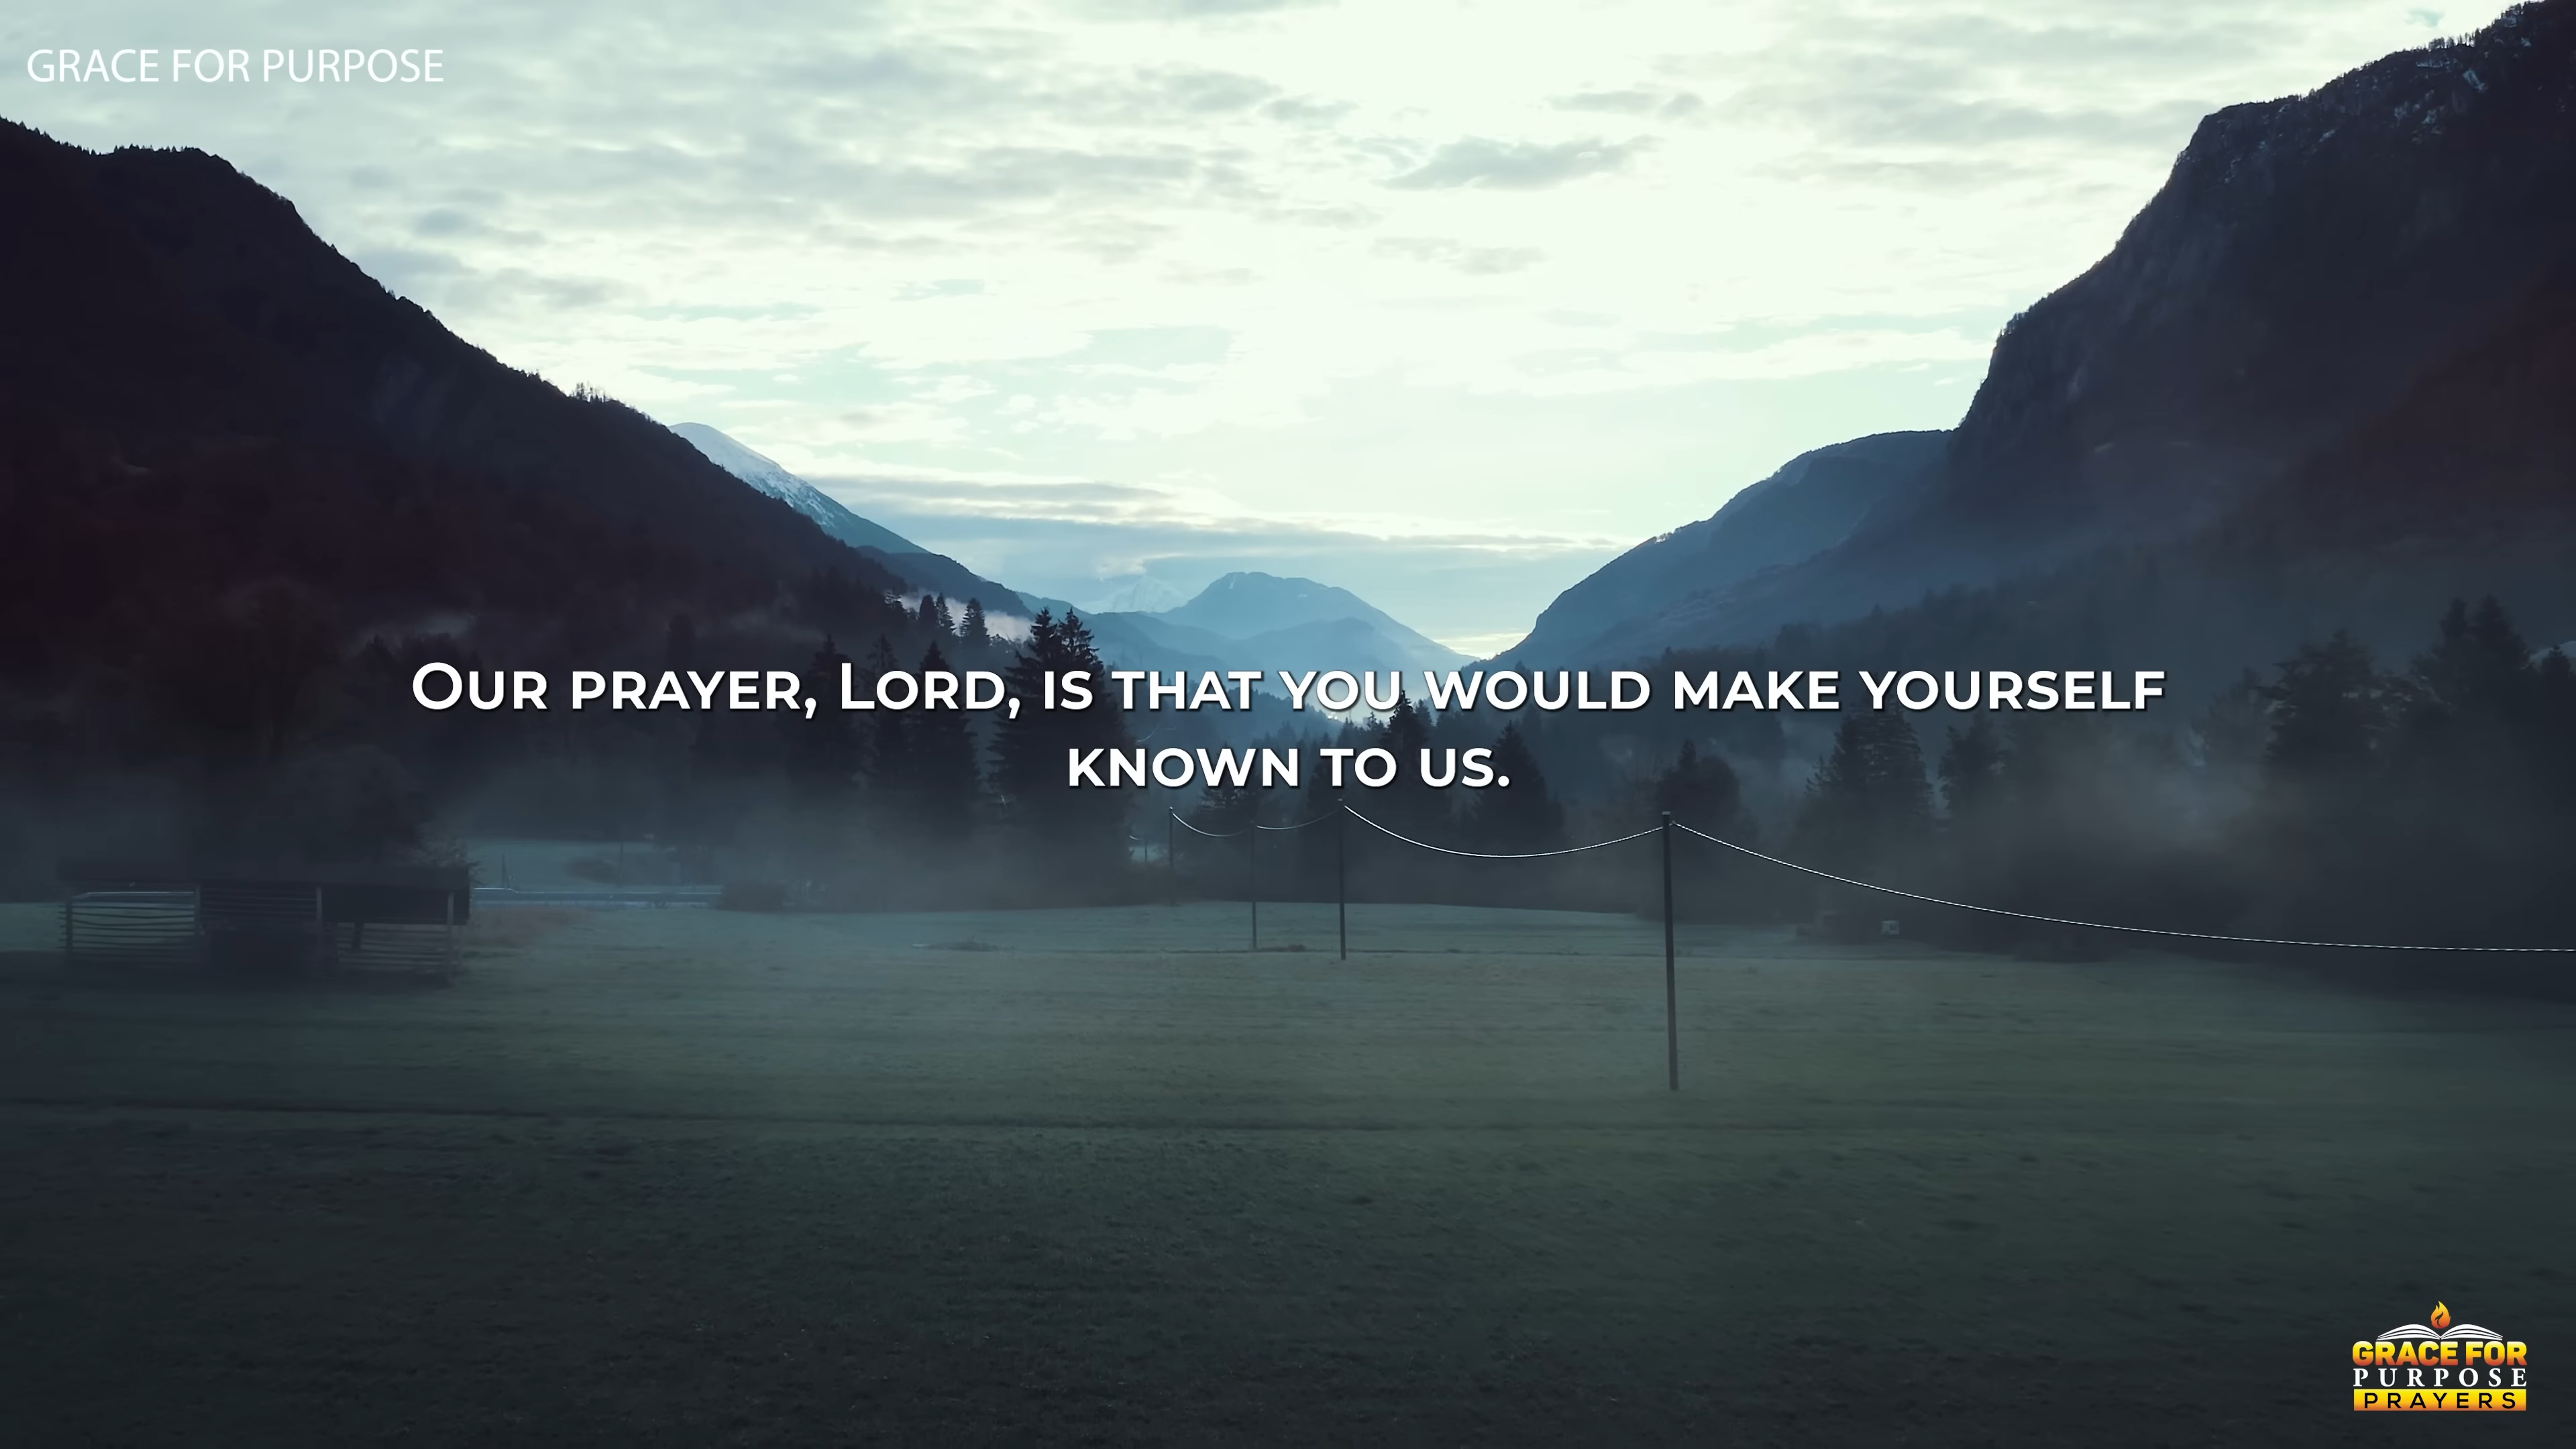 GRACE FOR PURPOSE
Our prayer, Lord, is that you would make yourself
known to us.
GRACE FOR
PURPOSE
PRAYERS